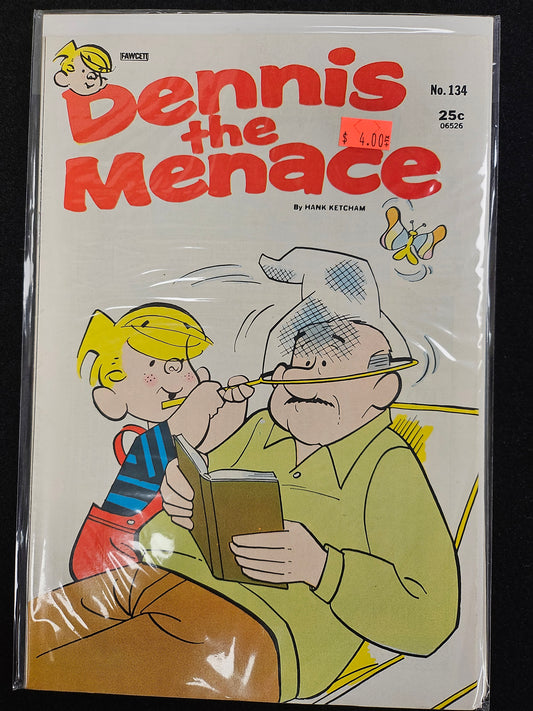 FAWCETT
Dennis
the
Menace
No. 134
25c
06526
$ 4.00
By HANK KETCHAM